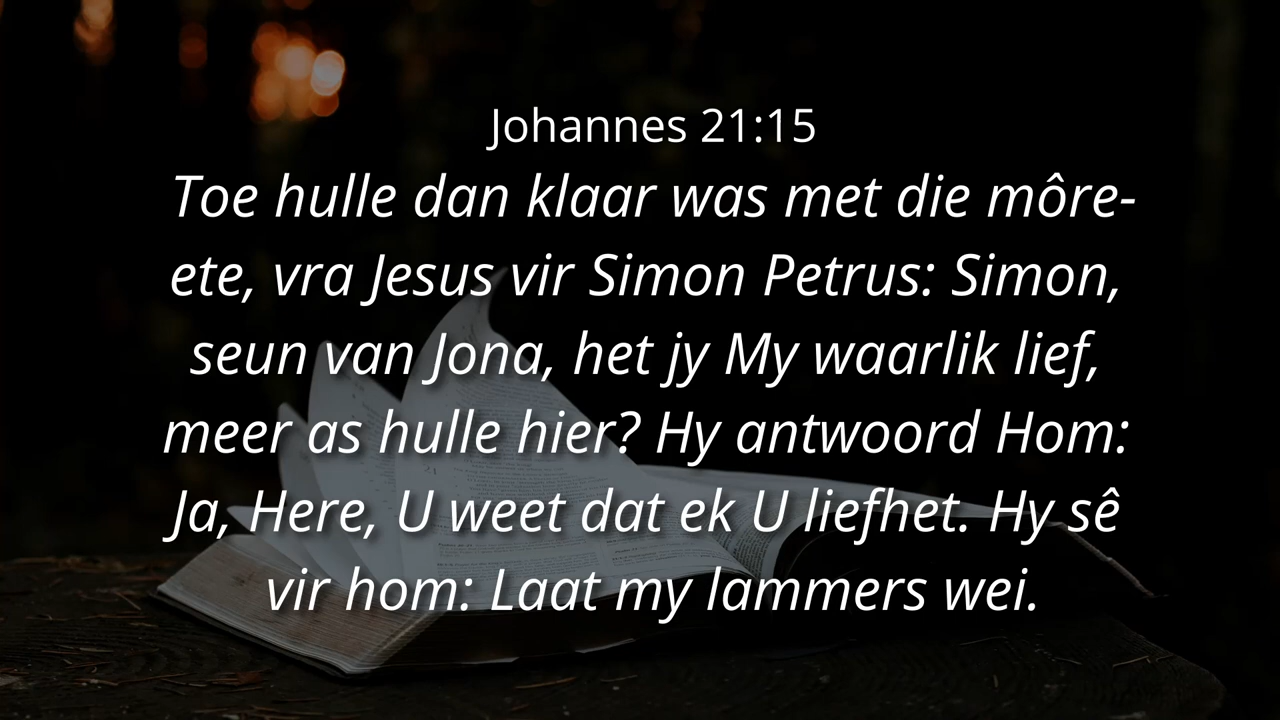 Johannes 21:15
Toe hulle dan klaar was met die môre-
ete, vra Jesus vir Simon Petrus: Simon,
seun van Jona, het jy My waarlik lief,
meer as hulle hier? Hy antwoord Hom:
Ja, Here, U weet dat ek U liefhet. Hy sê
vir hom: Laat my lammers wei.